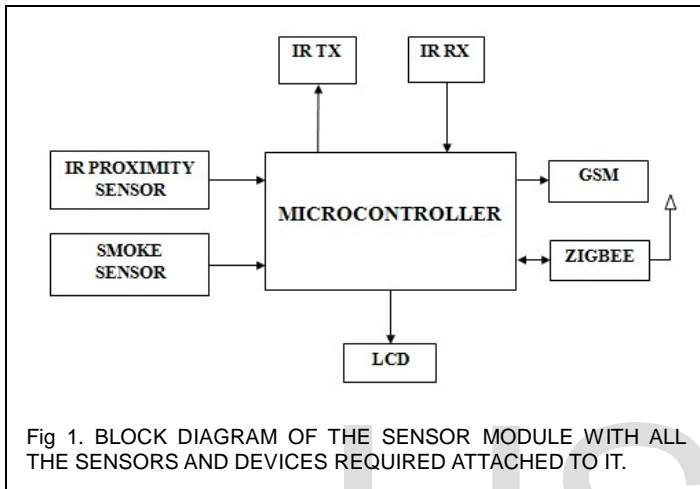 IR TX
IR RX
IR PROXIMITY
SENSOR
GSM
MICROCONTROLLER
SMOKE
SENSOR
ZIGBEE
LCD
Fig 1. BLOCK DIAGRAM OF THE SENSOR MODULE WITH ALL
THE SENSORS AND DEVICES REQUIRED ATTACHED TO IT.